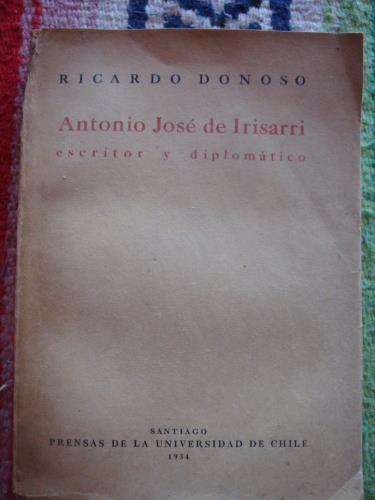 RICARDO DONOSO
Antonio José de Irisarri
escritor y diplomático
SANTIAGO
PRENSAS DE LA UNIVERSIDAD DE CHILE
1934